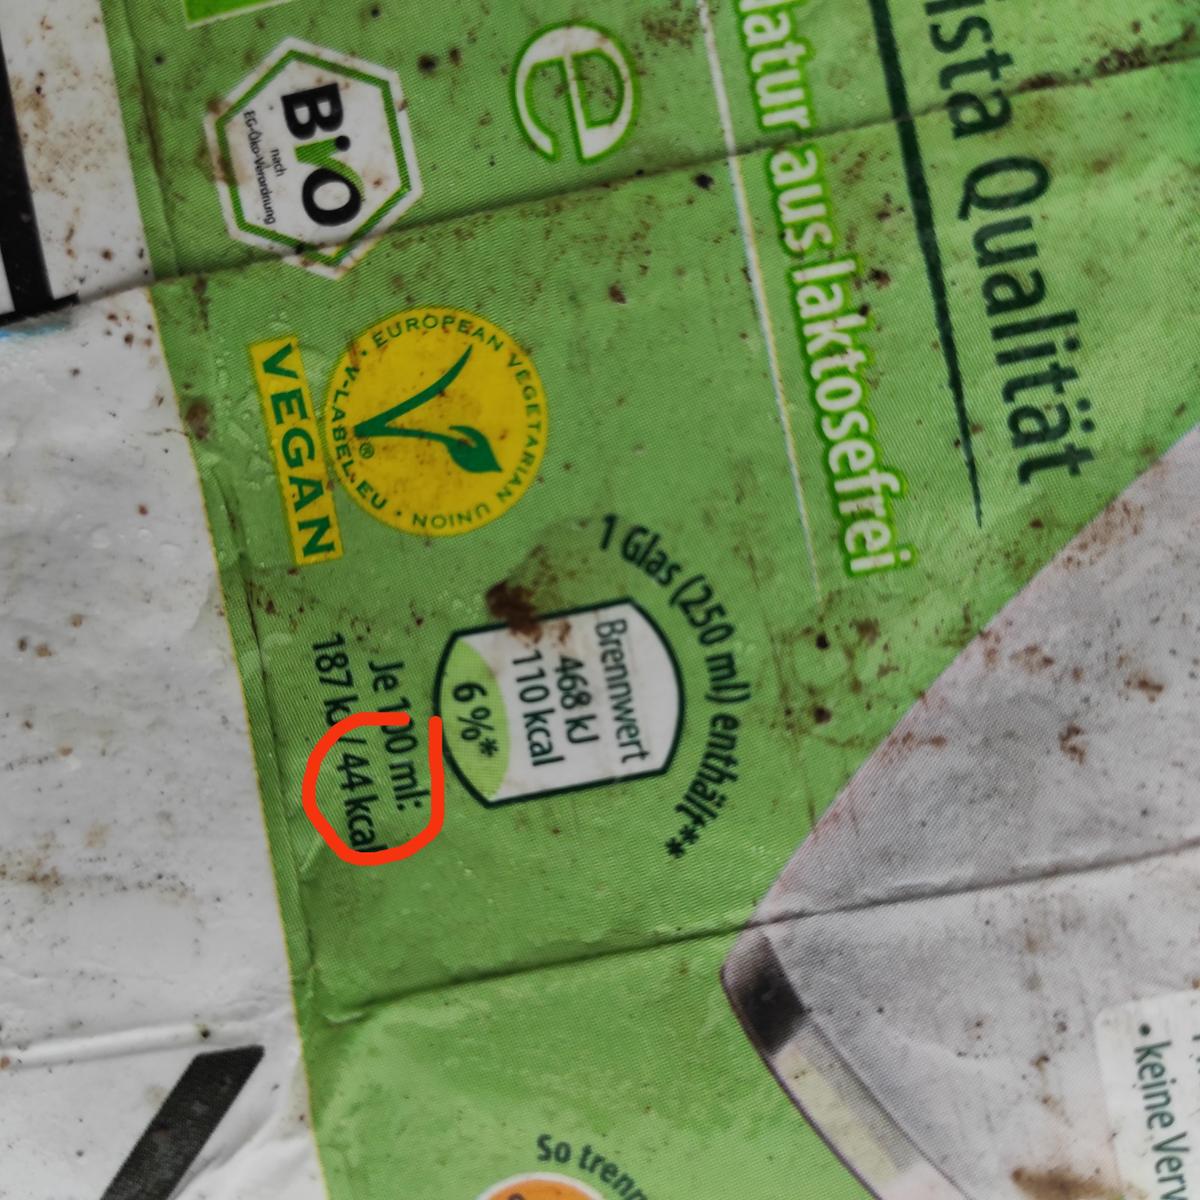 ista Qualität
Natur aus laktosefrei
e
BiO
nach
EG-Öko-Verordnung
EUROPEAN VEGETARIAN UNION
V-LABEL.EU
®
VEGAN
1 Glas (250 ml) enthält**
Brennwert
468 kJ
110 kcal
6 %*
Je 100 ml:
187 kJ / 44 kcal
• keine Verv
So trenn